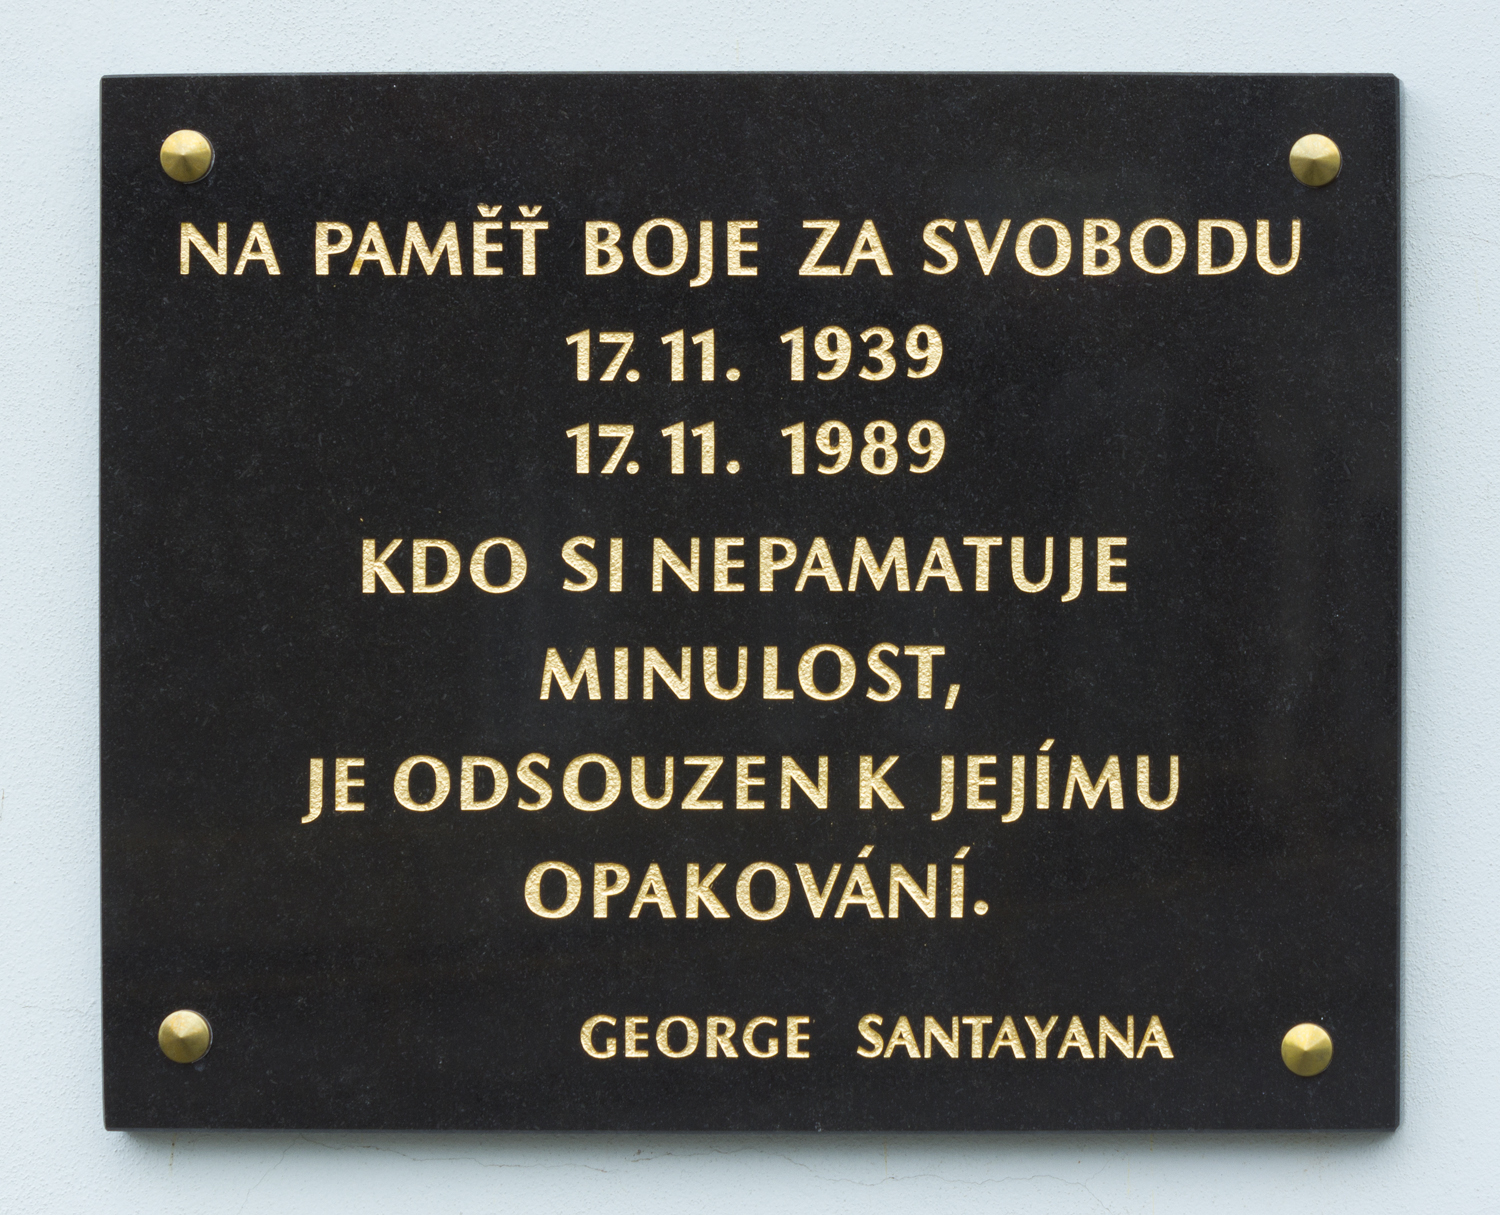 NA PAMĚŤ BOJE ZA SVOBODU
17. 11. 1939
17. 11. 1989
KDO SI NEPAMATUJE
MINULOST,
JE ODSOUZEN K JEJÍMU
OPAKOVÁNÍ.
GEORGE SANTAYANA